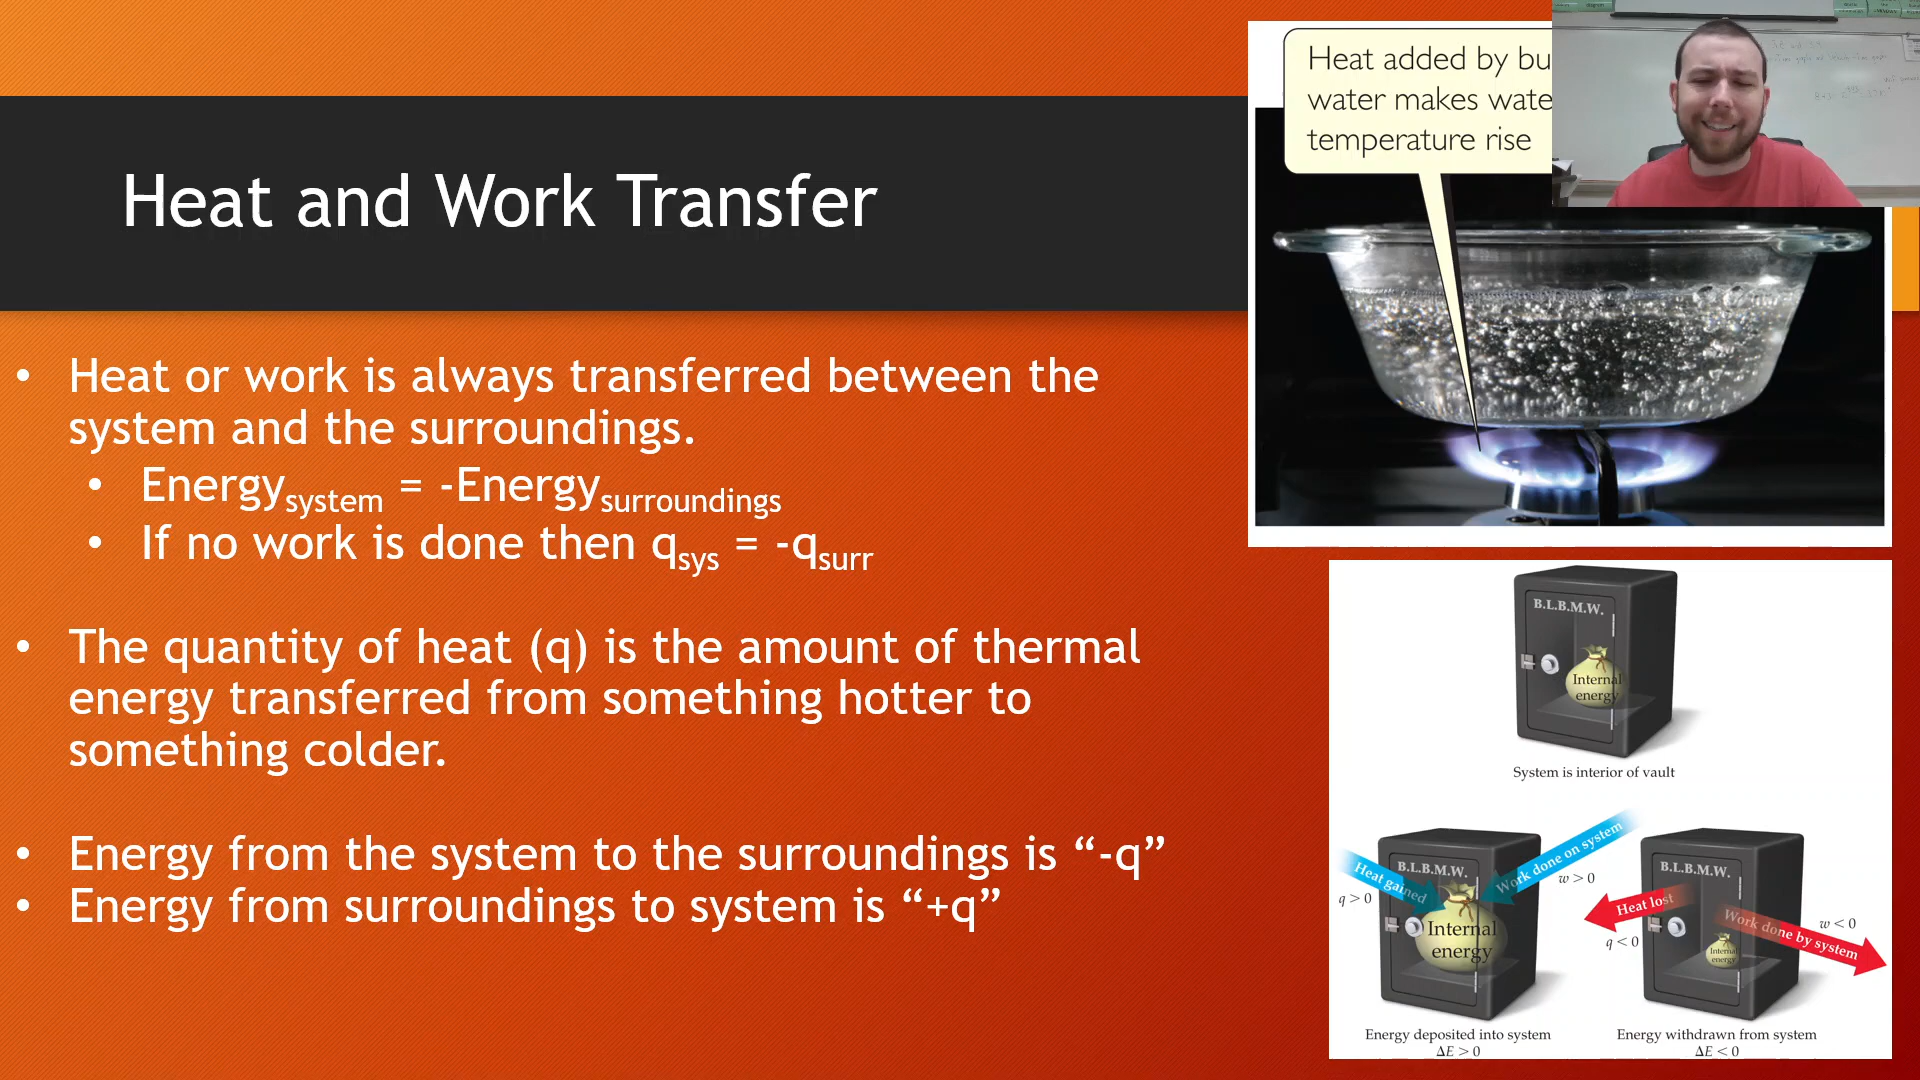 Heat and Work Transfer
• Heat or work is always transferred between the
system and the surroundings.
• Energysystem = -Energysurroundings
• If no work is done then qsys = -qsurr
• The quantity of heat (q) is the amount of thermal
energy transferred from something hotter to
something colder.
• Energy from the system to the surroundings is “-q”
• Energy from surroundings to system is “+q”
Heat added by
water makes
temperature rise
B.L.B.M.W.
Internal
energy
System is interior of vault
B.L.B.M.W.
Heat gained
q > 0
Work done on system
w > 0
Internal
energy
Energy deposited into system
ΔE > 0
B.L.B.M.W.
Heat lost
q < 0
Work done by system
w < 0
Internal
energy
Energy withdrawn from system
ΔE < 0